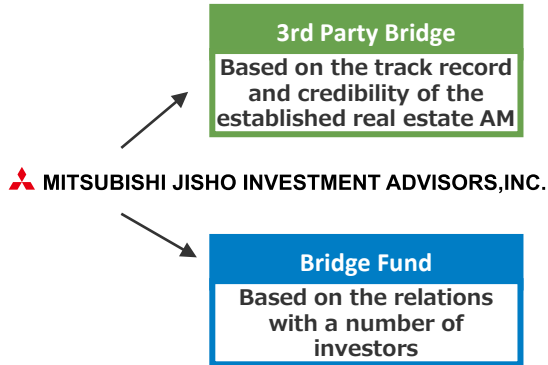 3rd Party Bridge
Based on the track record
and credibility of the
established real estate AM
MITSUBISHI JISHO INVESTMENT ADVISORS,INC.
Bridge Fund
Based on the relations
with a number of
investors